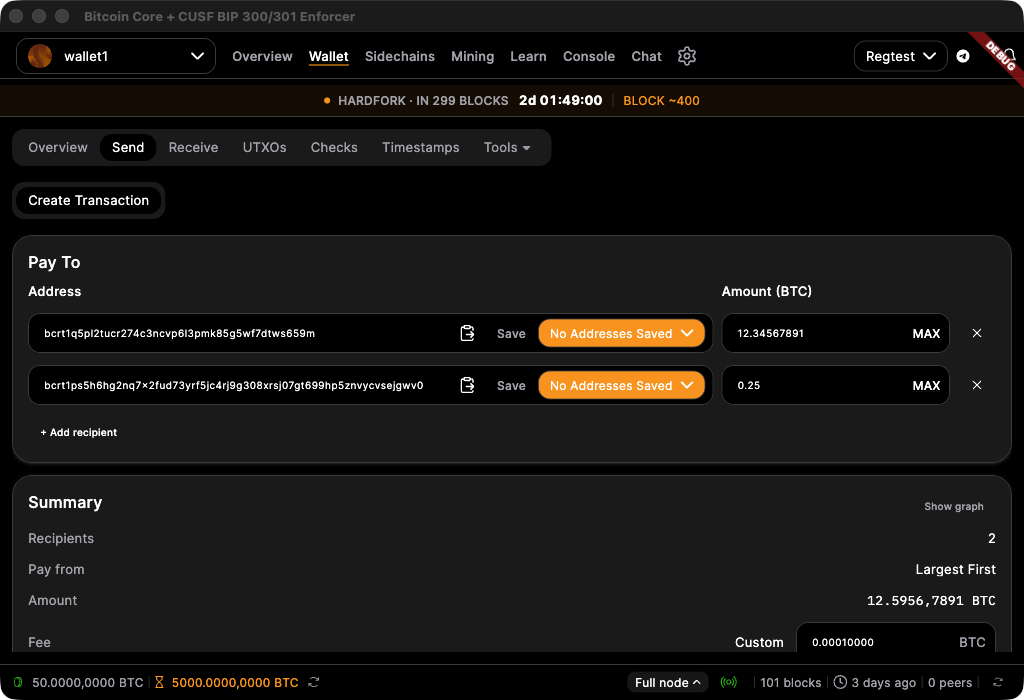 Bitcoin Core + CUSF BIP 300/301 Enforcer
wallet1 Overview Wallet Sidechains Mining Learn Console Chat Regtest DEBUG
HARDFORK · IN 299 BLOCKS 2d 01:49:00 BLOCK ~400
Overview Send Receive UTXOs Checks Timestamps Tools
Create Transaction
Pay To
Address Amount (BTC)
bcrt1q5pl2tucr274c3ncvp6l3pmk85g5wf7dtws659m Save No Addresses Saved 12.34567891 MAX
bcrt1ps5h6hg2nq7×2fud73yrf5jc4rj9g308xrsj07gt699hp5znvycvsejgwv0 Save No Addresses Saved 0.25 MAX
+ Add recipient
Summary Show graph
Recipients 2
Pay from Largest First
Amount 12.5956,7891 BTC
Fee Custom 0.00010000 BTC
50.0000,0000 BTC 5000.0000,0000 BTC Full node 101 blocks 3 days ago 0 peers